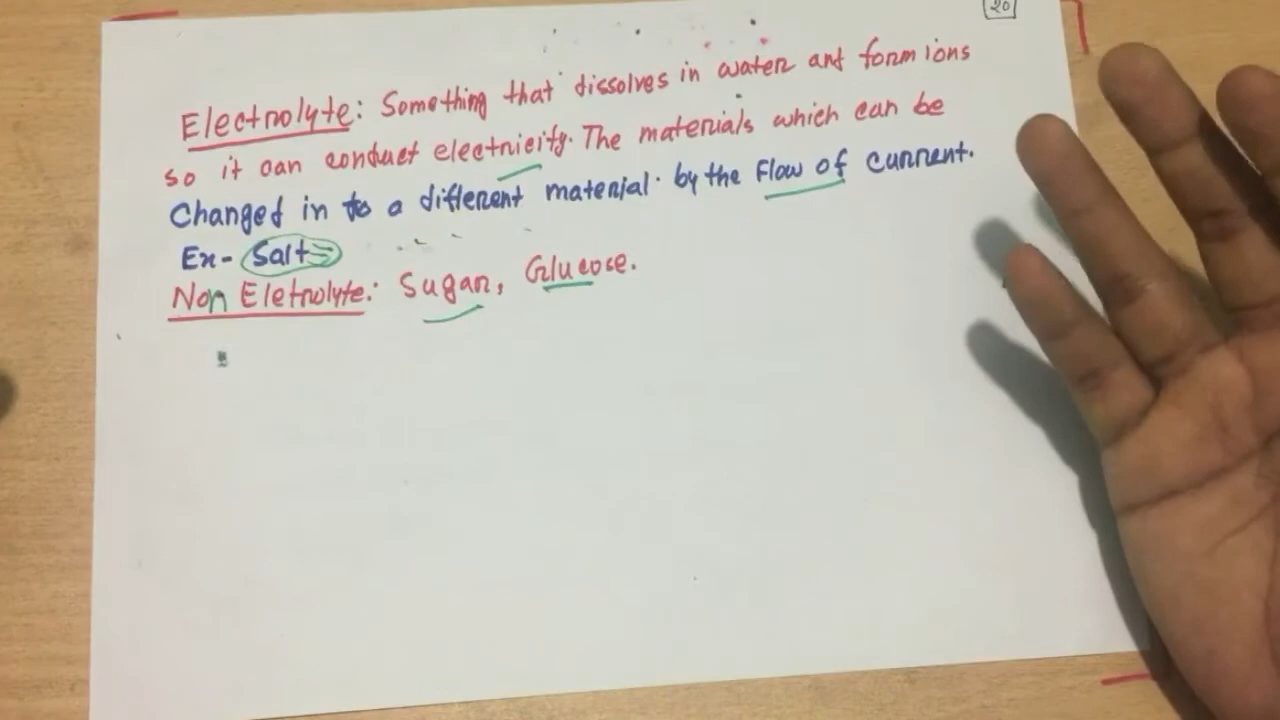 20
Electrolyte: Something that dissolves in water and form ions
so it can conduct electricity. The materials which can be
Changed in to a different material. by the Flow of current.
Ex- Salt
Non Eletrolyte: Sugar, Glucose.